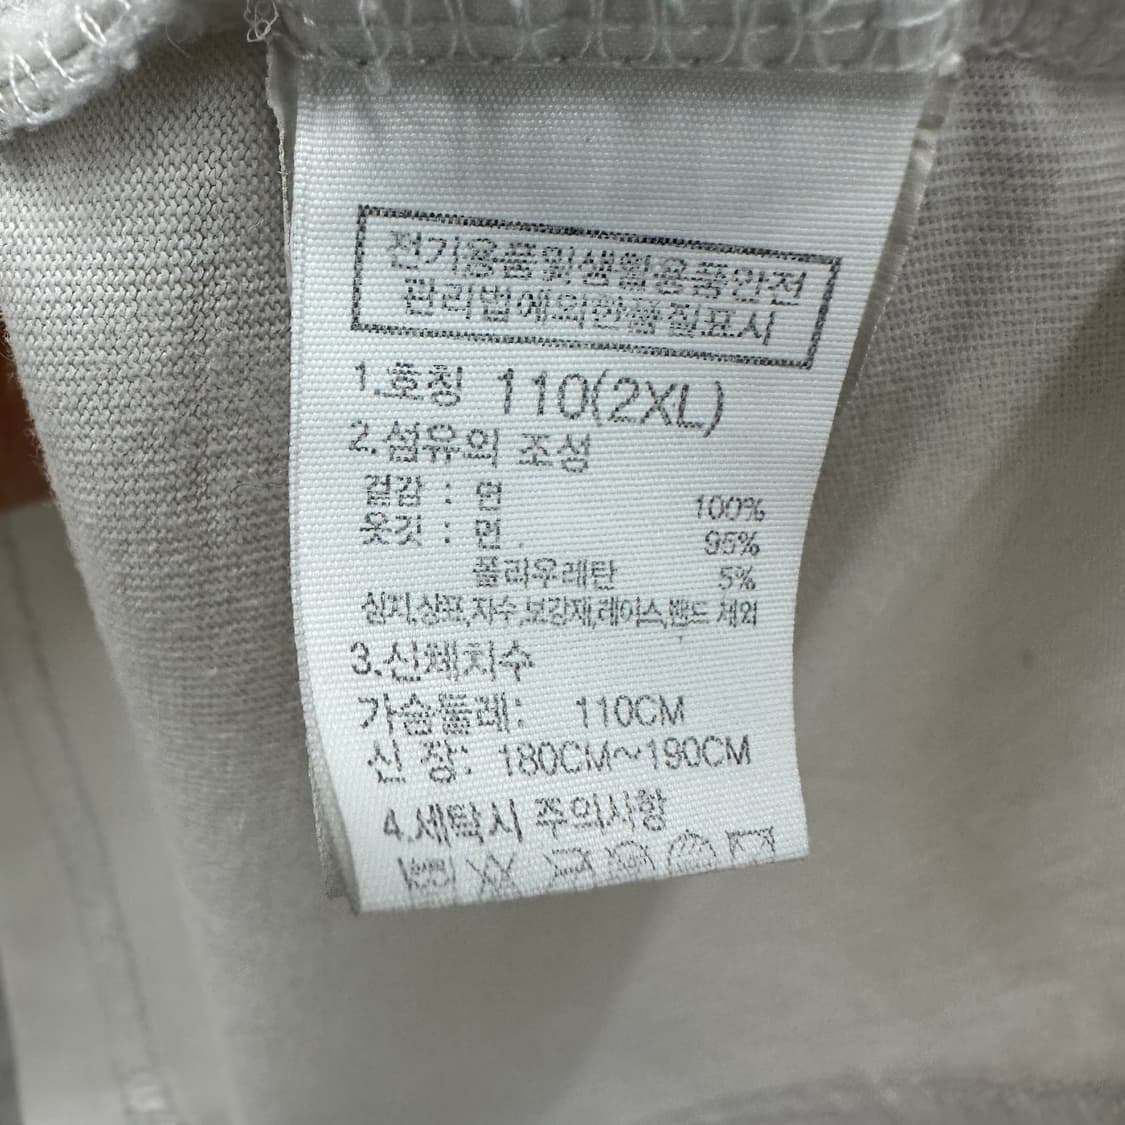 전기용품및생활용품안전
관리법에의한품질표시
1.호칭 110(2XL)
2.섬유의 조성
겉감 : 면 100%
옷깃 : 면 95%
폴리우레탄 5%
심지,상표,자수,보강재,레이스,밴드 제외
3.신체치수
가슴둘레: 110CM
신 장: 180CM~190CM
4.세탁시 주의사항